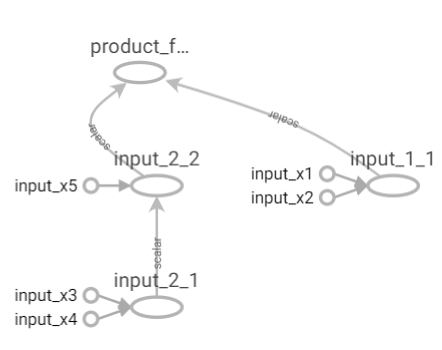 product_f...
scalar
scalar
input_2_2
input_1_1
input_x5
input_x1
input_x2
scalar
input_2_1
input_x3
input_x4